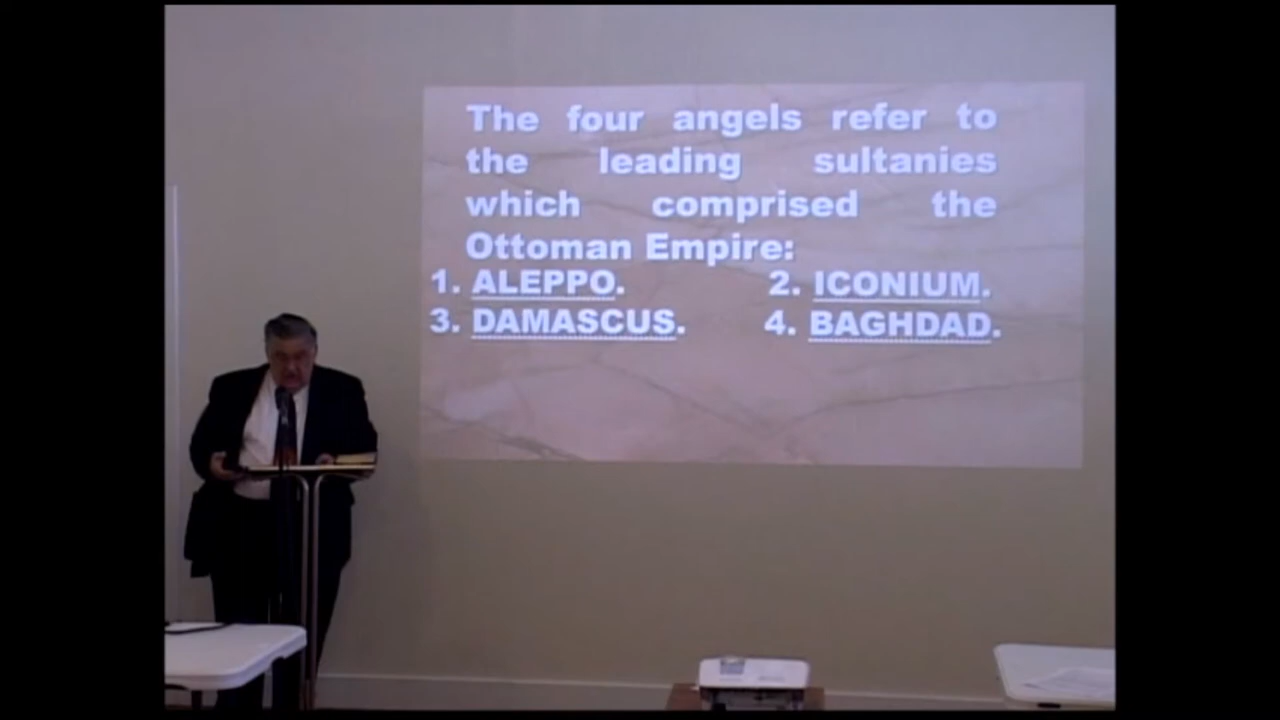 The four angels refer to
the leading sultanies
which comprised the
Ottoman Empire:
1. ALEPPO. 2. ICONIUM.
3. DAMASCUS. 4. BAGHDAD.